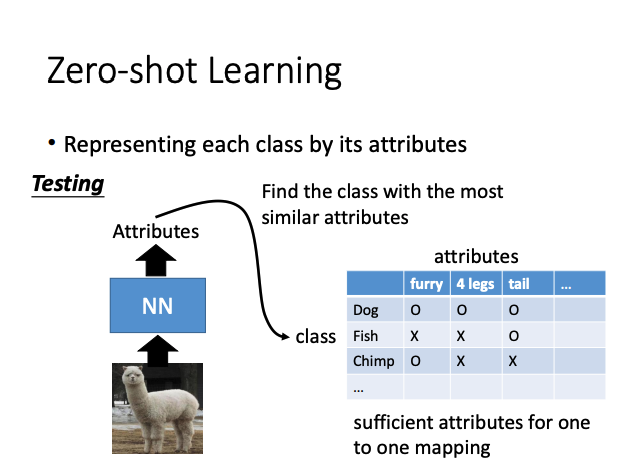 Zero-shot Learning
• Representing each class by its attributes
Testing
Find the class with the most
similar attributes
Attributes
NN
class
attributes
furry 4 legs tail ...
Dog O O O
Fish X X O
Chimp O X X
...
sufficient attributes for one
to one mapping